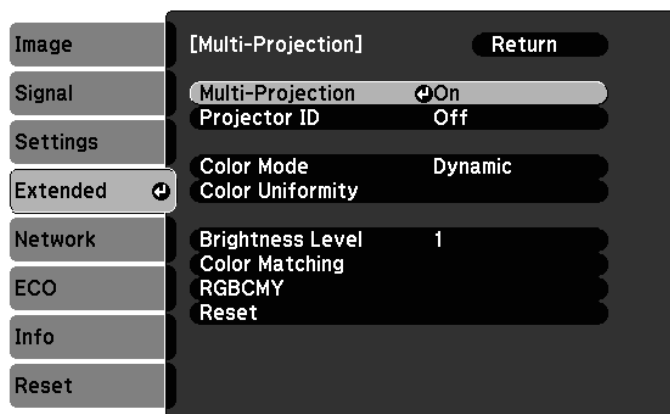 Image
Signal
Settings
Extended
Network
ECO
Info
Reset
[Multi-Projection] Return
Multi-Projection On
Projector ID Off
Color Mode Dynamic
Color Uniformity
Brightness Level 1
Color Matching
RGBCMY
Reset